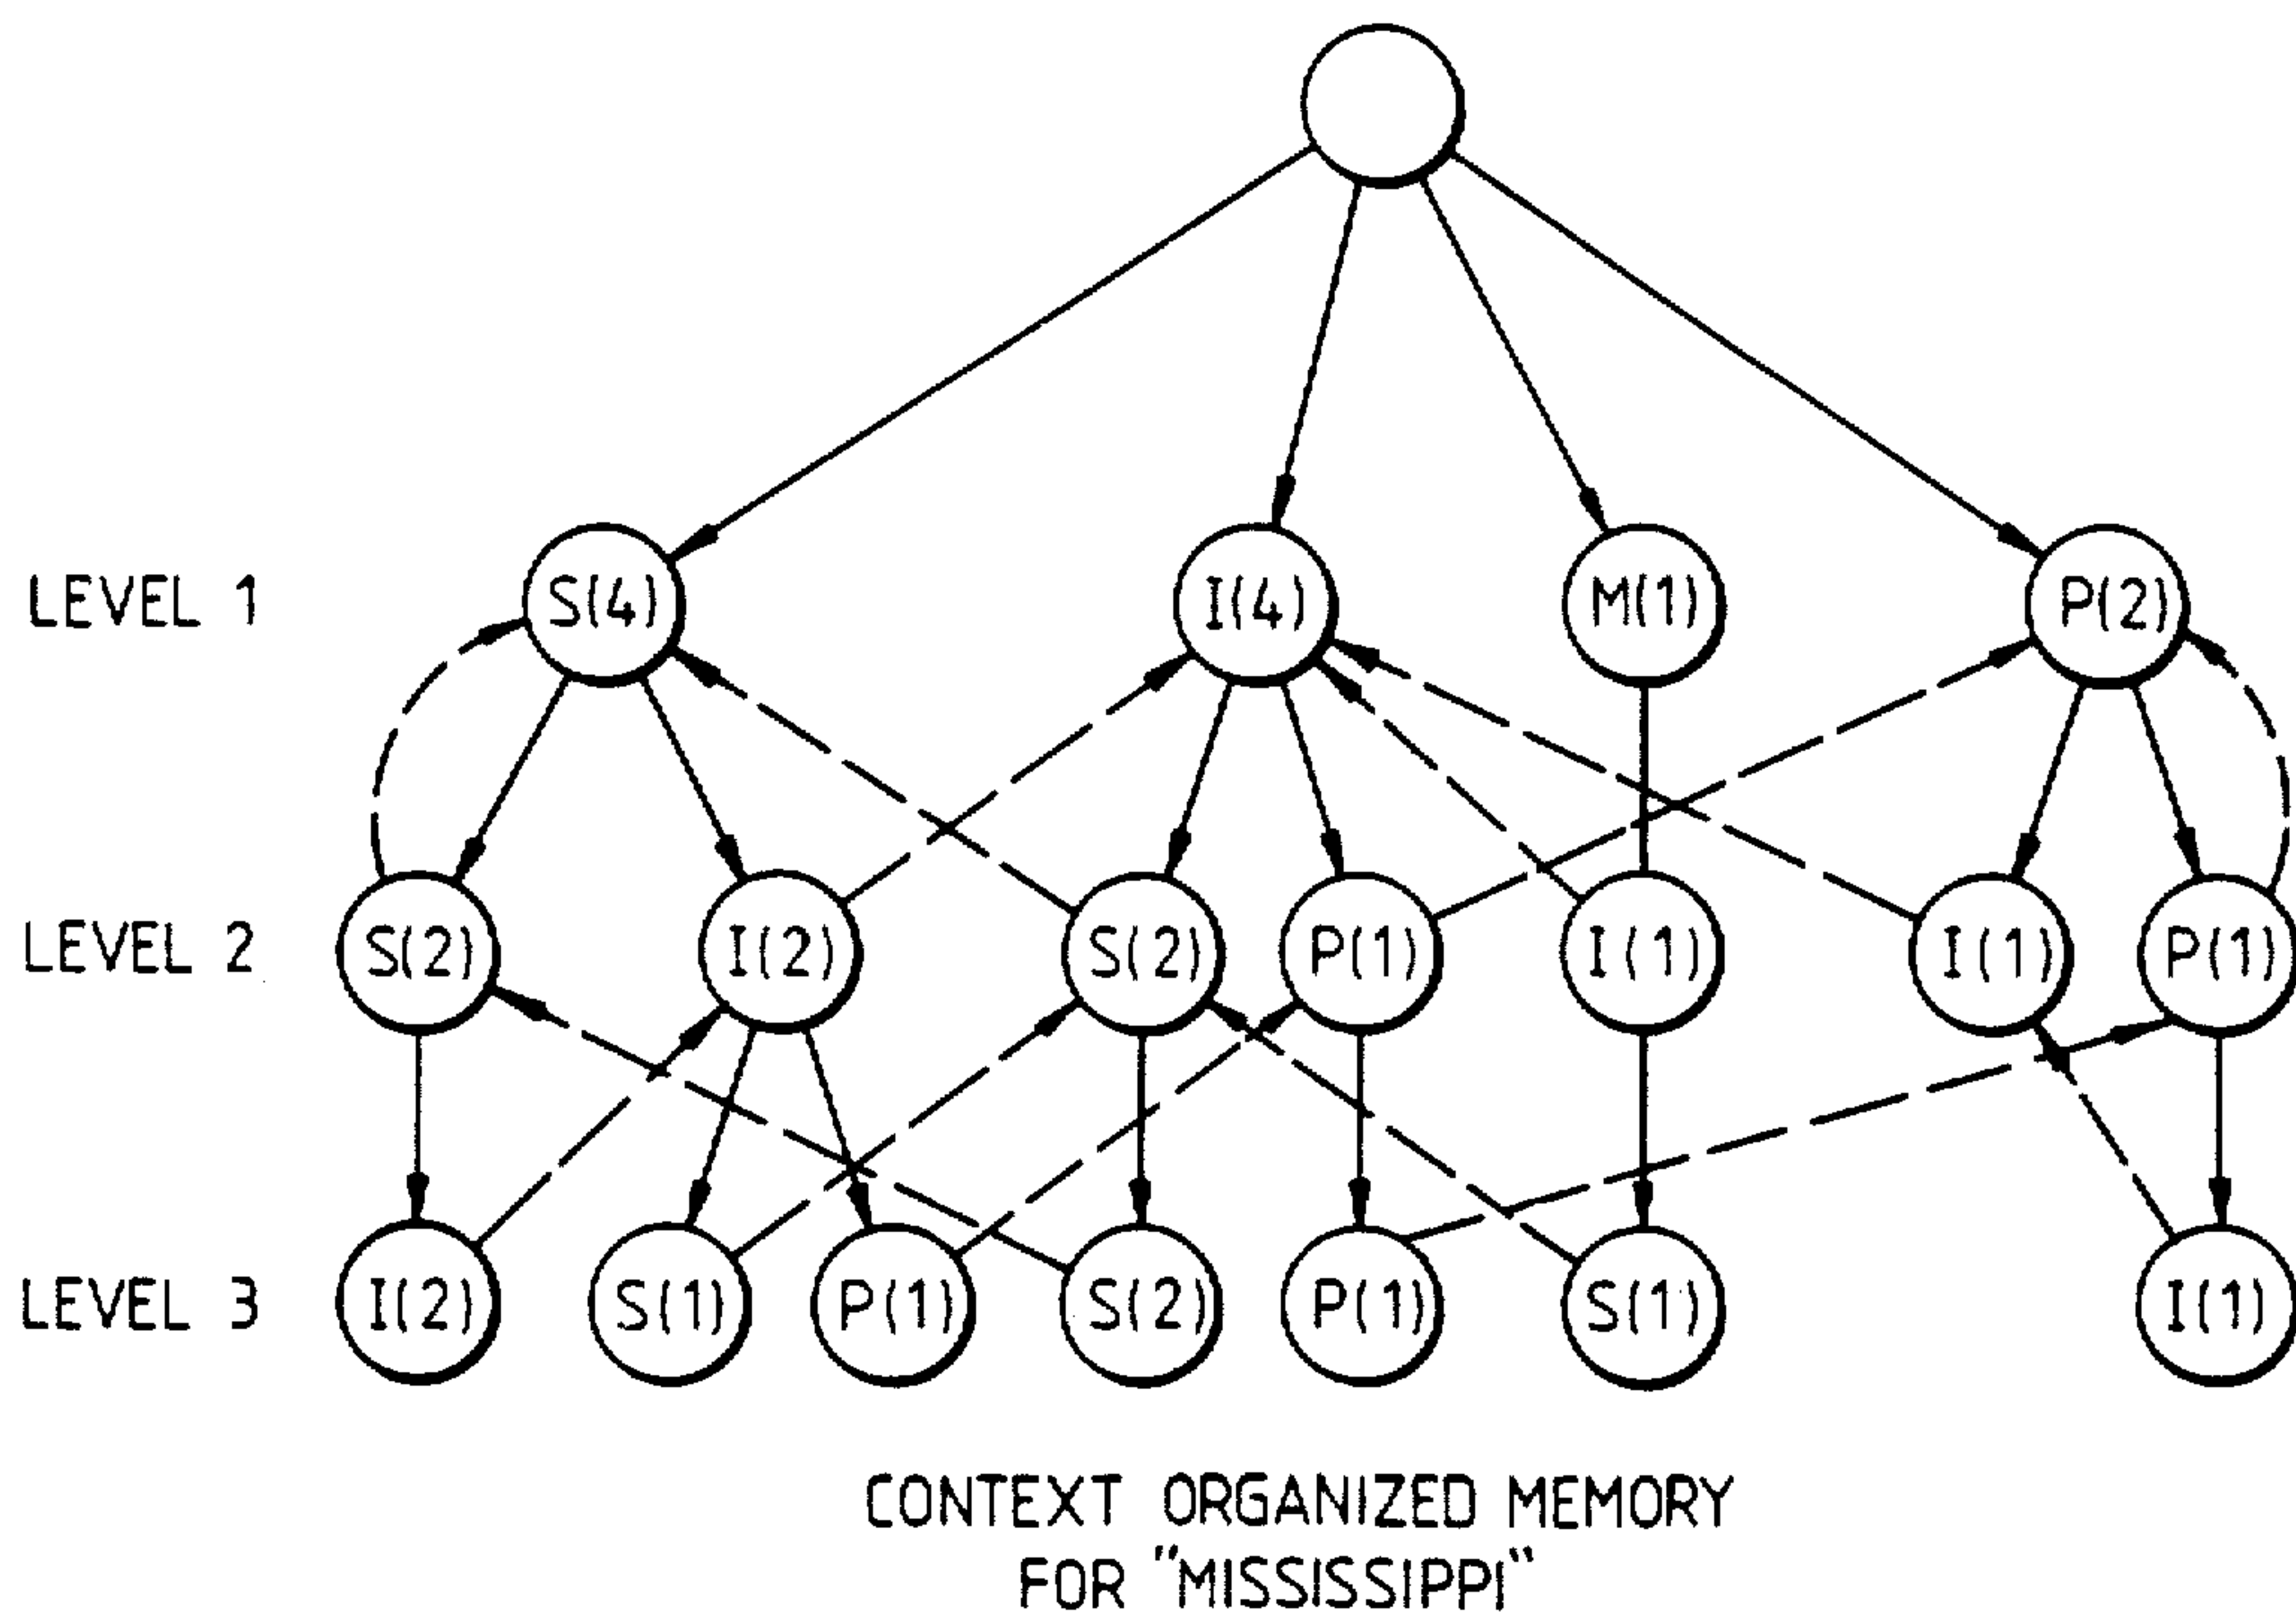 LEVEL 1 S(4) I(4) M(1) P(2)
LEVEL 2 S(2) I(2) S(2) P(1) I(1) I(1) P(1)
LEVEL 3 I(2) S(1) P(1) S(2) P(1) S(1) I(1)
CONTEXT ORGANIZED MEMORY
FOR "MISSISSIPPI"